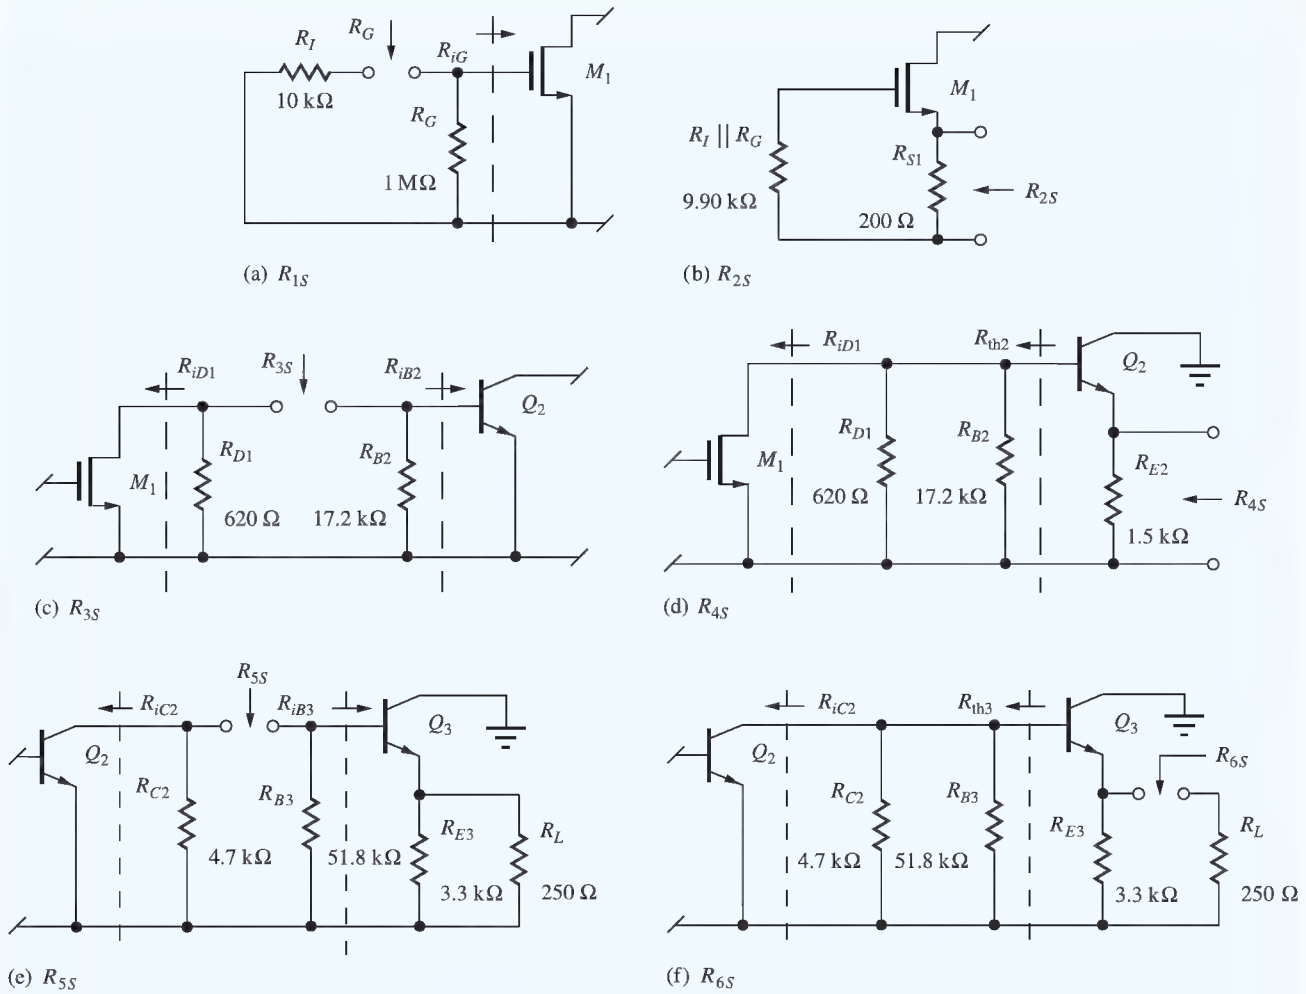 R_I
10 kΩ
R_G
R_iG
R_G
1 MΩ
M_1
(a) R_1S
R_I || R_G
9.90 kΩ
M_1
R_S1
200 Ω
R_2S
(b) R_2S
R_iD1
R_3S
R_iB2
Q_2
M_1
R_D1
620 Ω
R_B2
17.2 kΩ
(c) R_3S
R_iD1
R_th2
Q_2
M_1
R_D1
620 Ω
R_B2
17.2 kΩ
R_E2
1.5 kΩ
R_4S
(d) R_4S
R_iC2
R_5S
R_iB3
Q_3
Q_2
R_C2
4.7 kΩ
R_B3
51.8 kΩ
R_E3
3.3 kΩ
R_L
250 Ω
(e) R_5S
R_iC2
R_th3
Q_3
Q_2
R_6S
R_C2
4.7 kΩ
R_B3
51.8 kΩ
R_E3
3.3 kΩ
R_L
250 Ω
(f) R_6S